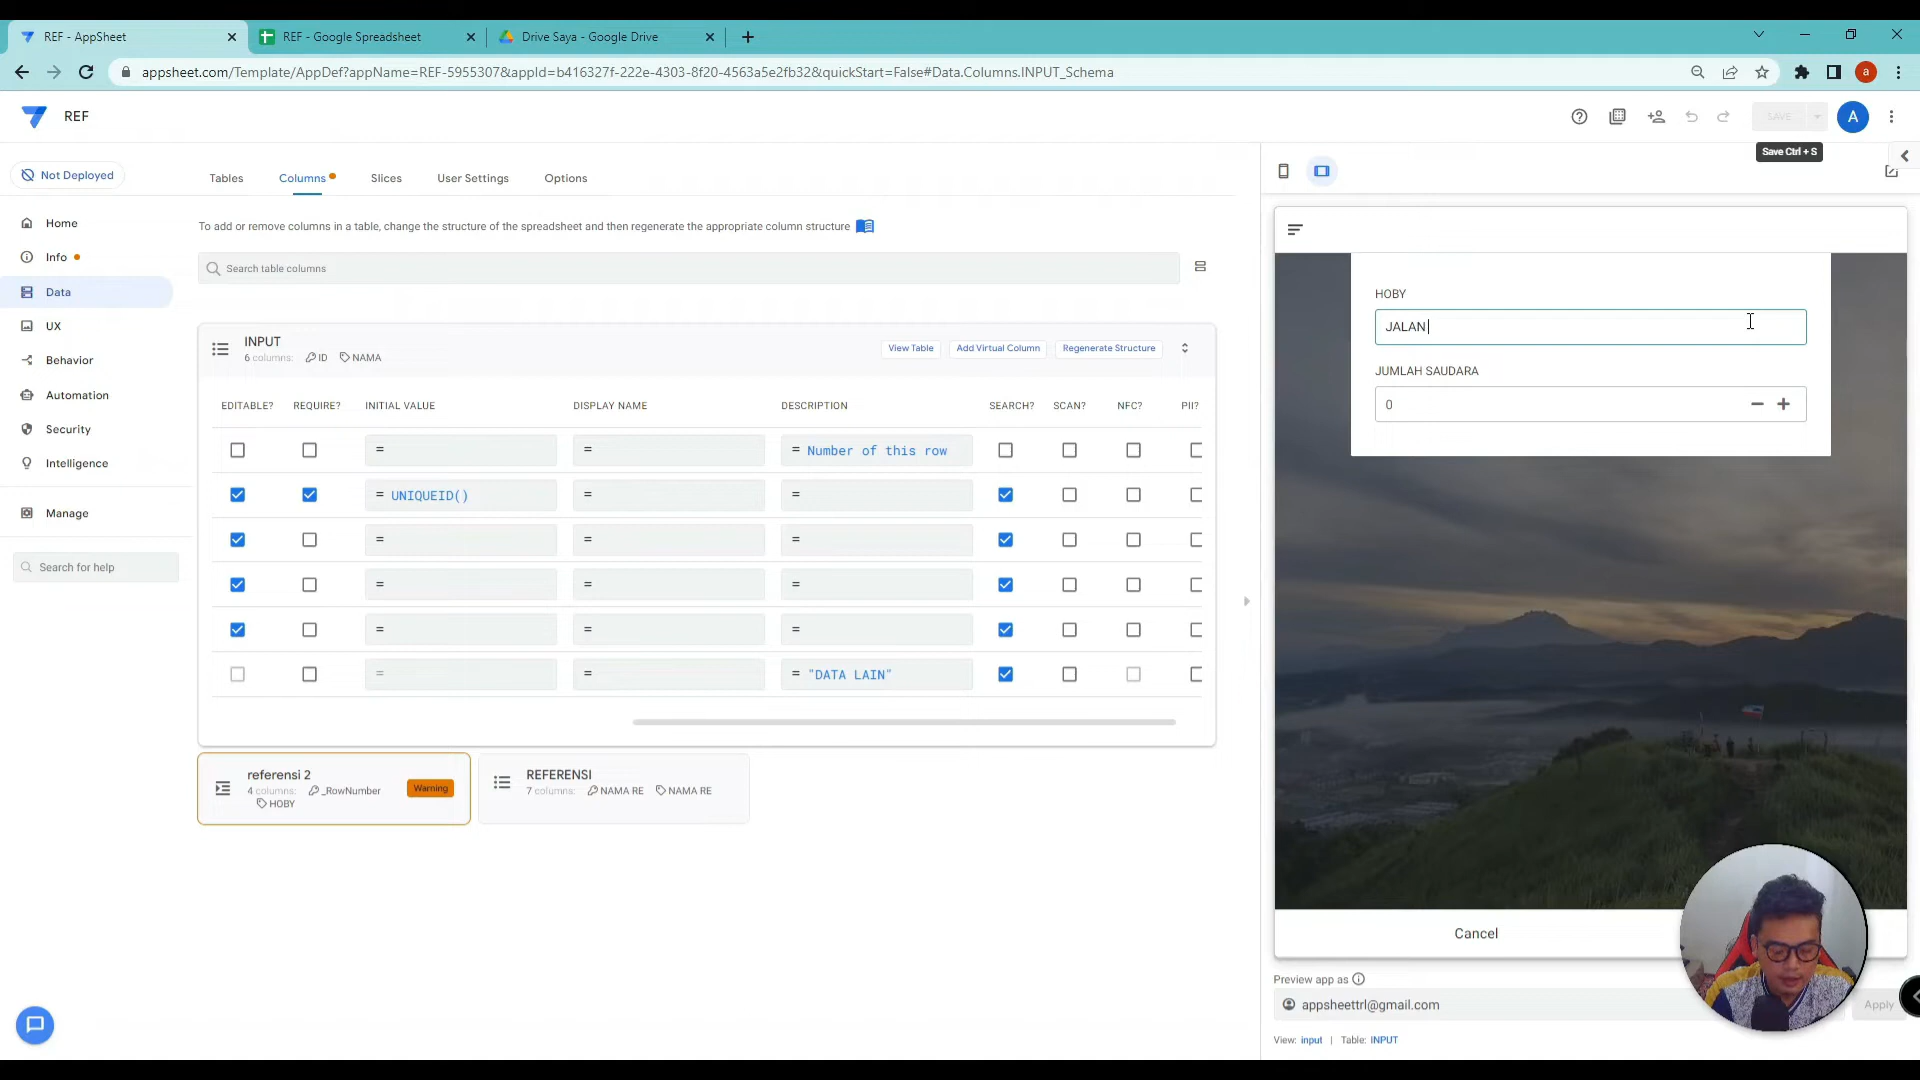 REF - AppSheet
REF - Google Spreadsheet
Drive Saya - Google Drive
appsheet.com/Template/AppDef?appName=REF-5955307&appId=b416327f-222e-4303-8f20-4563a5e2fb32&quickStart=False#Data.Columns.INPUT_Schema
a
REF
SAVE
A
Save Ctrl + S
Not Deployed
Tables
Columns
Slices
User Settings
Options
Home
Info
Data
UX
Behavior
Automation
Security
Intelligence
Manage
Search for help
To add or remove columns in a table, change the structure of the spreadsheet and then regenerate the appropriate column structure
Search table columns
INPUT
6 columns: ID NAMA
View Table
Add Virtual Column
Regenerate Structure
EDITABLE? REQUIRE? INITIAL VALUE DISPLAY NAME DESCRIPTION SEARCH? SCAN? NFC? PII?
= = = Number of this row
= UNIQUEID() = =
= = =
= = =
= = =
= = = "DATA LAIN"
referensi 2
4 columns: _RowNumber
HOBY
Warning
REFERENSI
7 columns: NAMA RE NAMA RE
HOBY
JALAN
JUMLAH SAUDARA
0
Cancel
Preview app as
appsheettrl@gmail.com
Apply
View: input | Table: INPUT